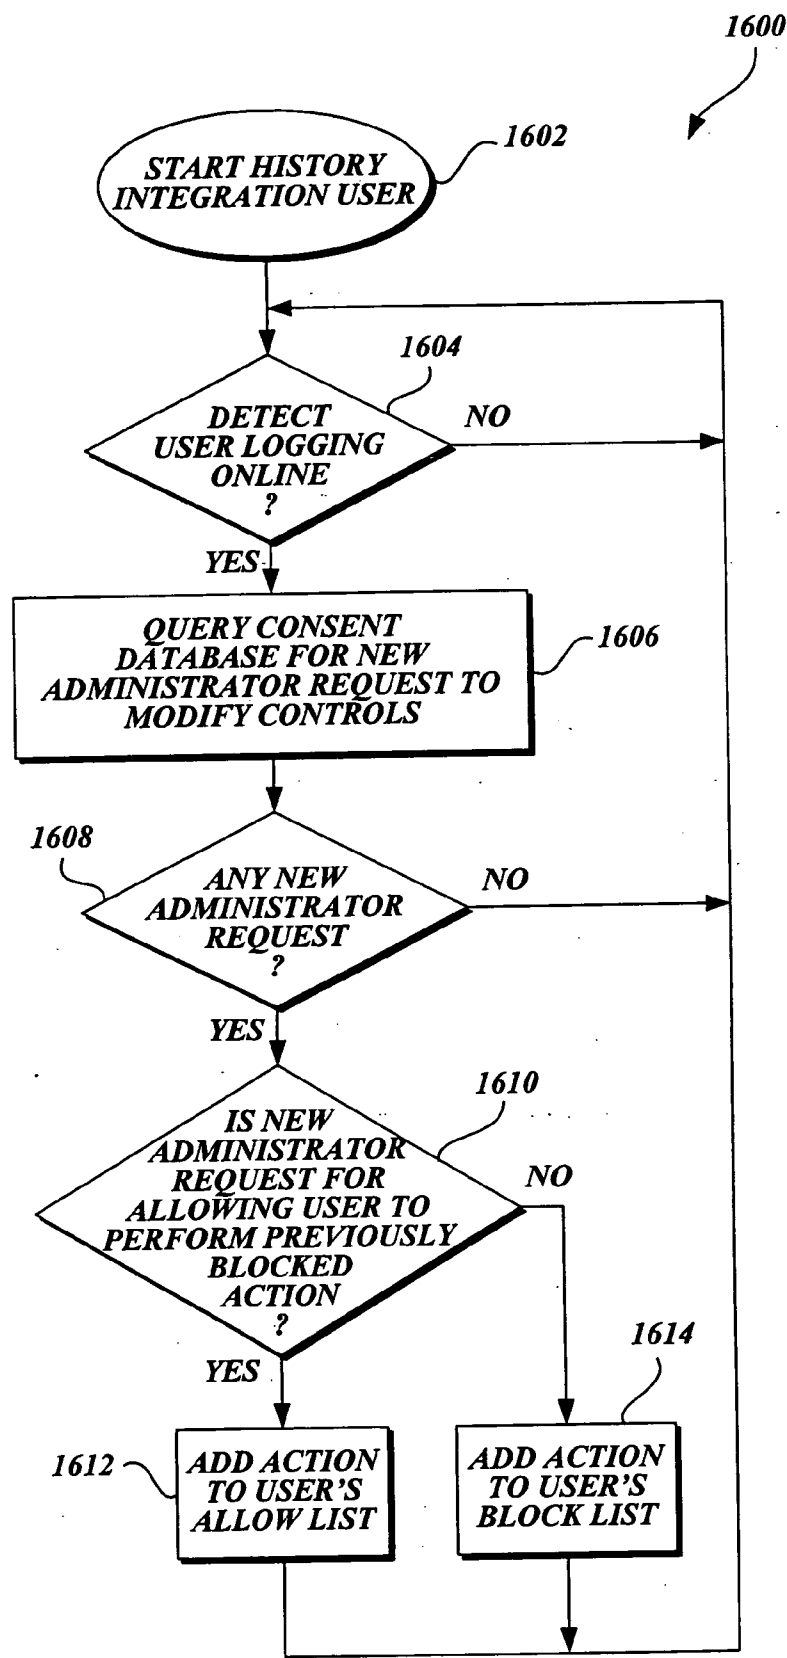 1600
1602
START HISTORY
INTEGRATION USER
1604
DETECT
USER LOGGING
ONLINE
?
NO
YES
QUERY CONSENT
DATABASE FOR NEW
ADMINISTRATOR REQUEST TO
MODIFY CONTROLS
1606
1608
ANY NEW
ADMINISTRATOR
REQUEST
?
NO
YES
1610
IS NEW
ADMINISTRATOR
REQUEST FOR
ALLOWING USER TO
PERFORM PREVIOUSLY
BLOCKED
ACTION
?
NO
YES
1614
1612
ADD ACTION
TO USER'S
ALLOW LIST
ADD ACTION
TO USER'S
BLOCK LIST